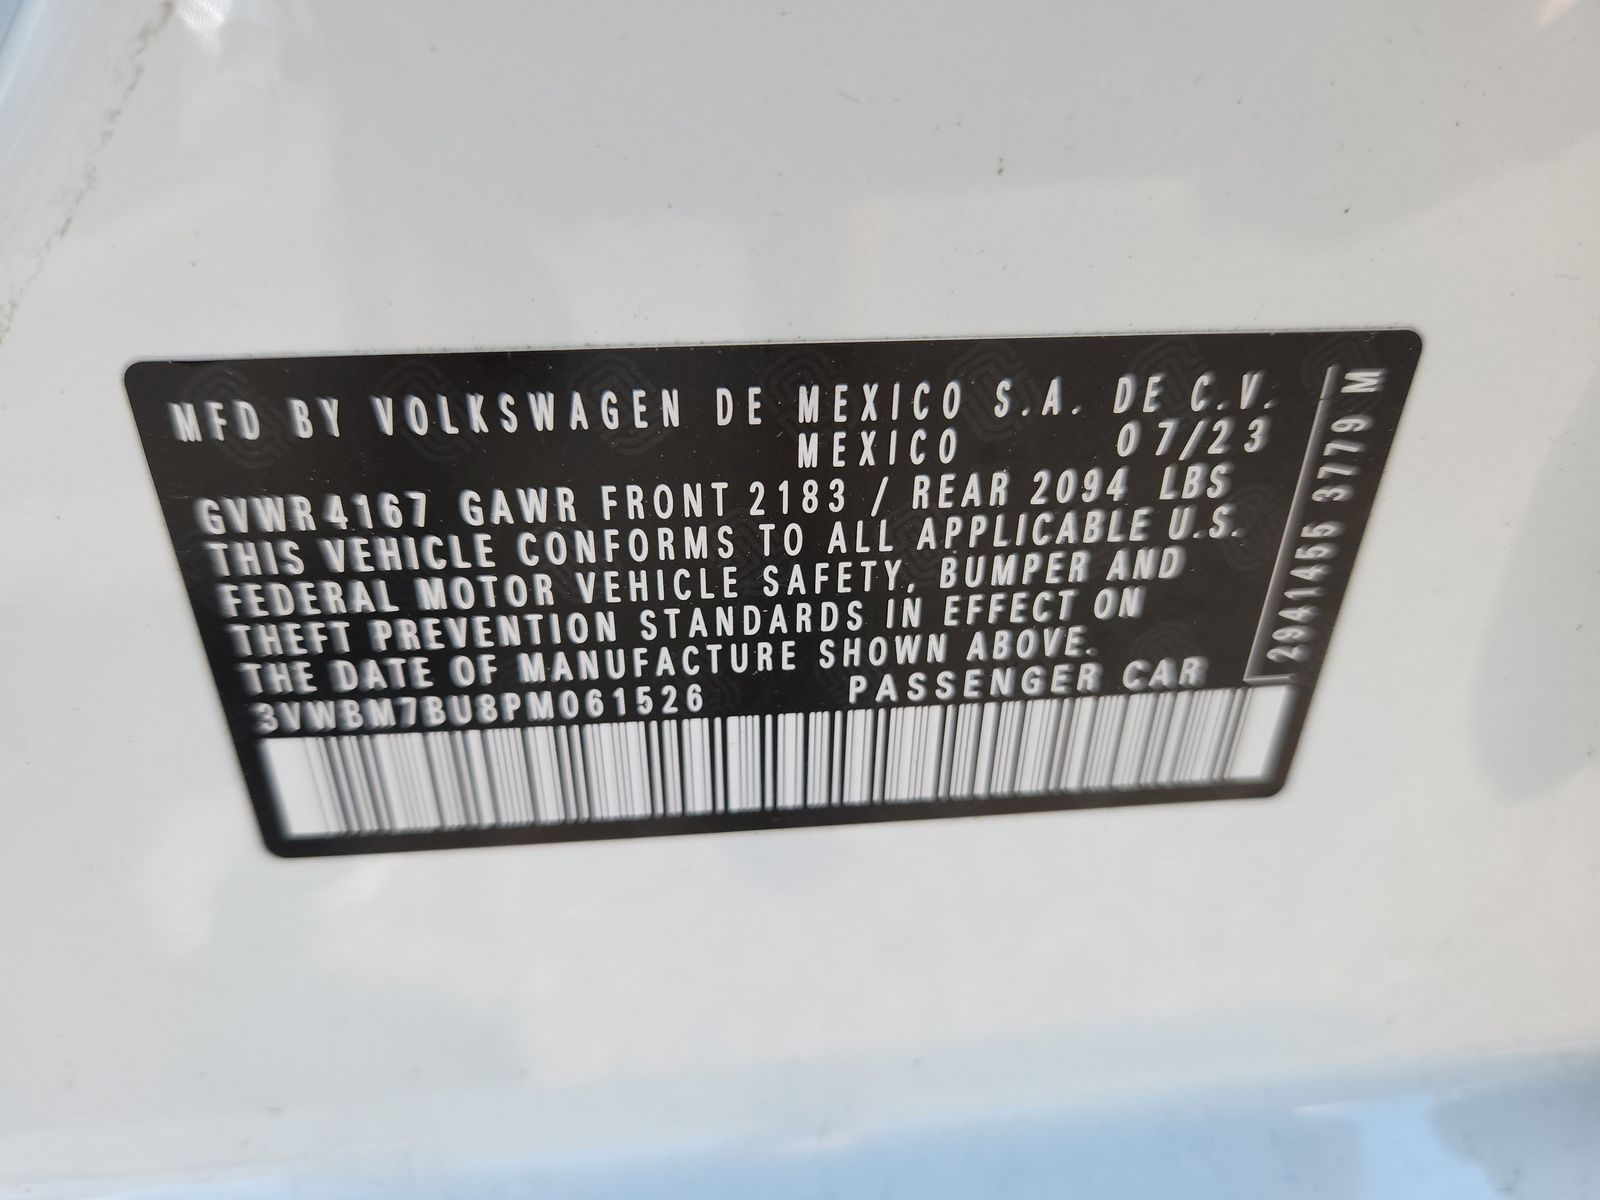 MFD BY VOLKSWAGEN DE MEXICO S.A. DE C.V.
MEXICO 07/23
GVWR 4167 GAWR FRONT 2183 / REAR 2094 LBS
THIS VEHICLE CONFORMS TO ALL APPLICABLE U.S.
FEDERAL MOTOR VEHICLE SAFETY, BUMPER AND
THEFT PREVENTION STANDARDS IN EFFECT ON
THE DATE OF MANUFACTURE SHOWN ABOVE.
3VWBM7BU8PM061526 PASSENGER CAR
2941455 3779 M